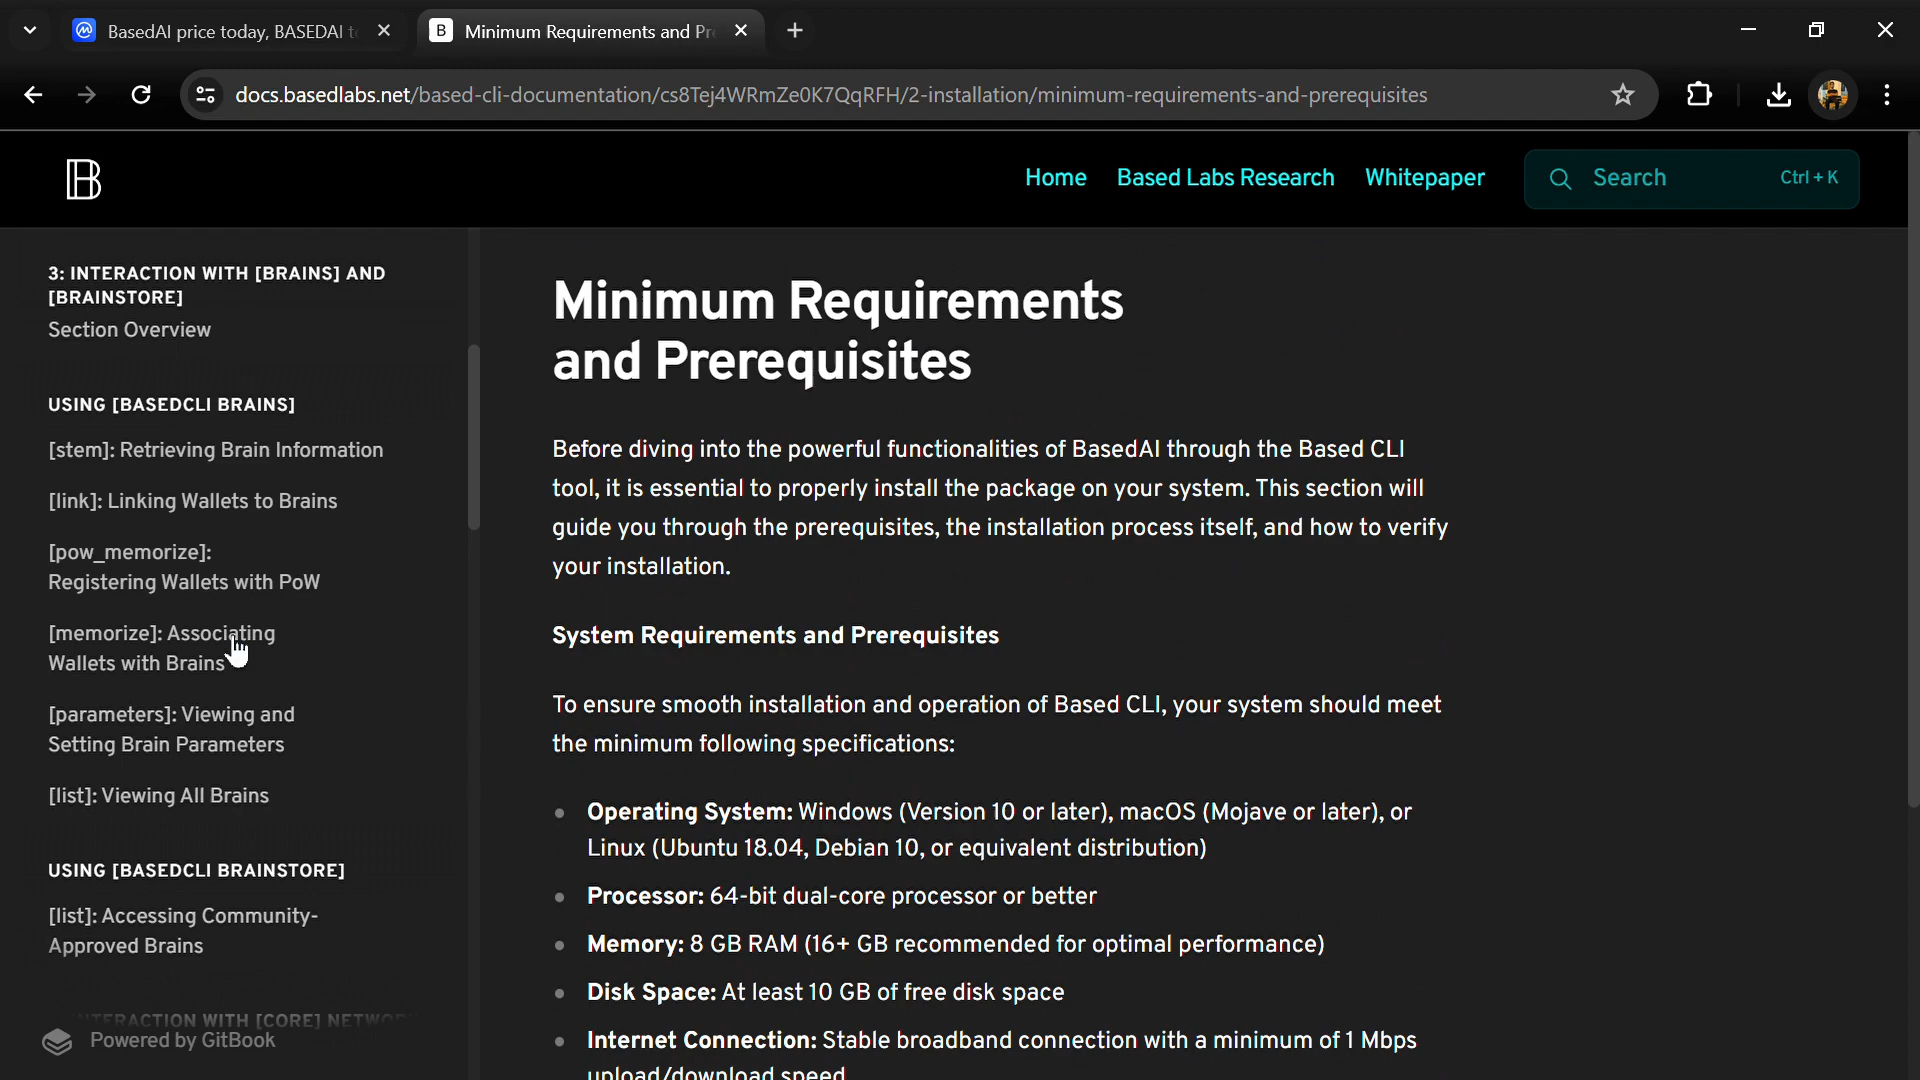 BasedAI price today, BASEDAI t
Minimum Requirements and Pr
docs.basedlabs.net/based-cli-documentation/cs8Tej4WRmZe0K7QqRFH/2-installation/minimum-requirements-and-prerequisites
Home
Based Labs Research
Whitepaper
Search
Ctrl + K
3: INTERACTION WITH [BRAINS] AND
[BRAINSTORE]
Section Overview
USING [BASEDCLI BRAINS]
[stem]: Retrieving Brain Information
[link]: Linking Wallets to Brains
[pow_memorize]:
Registering Wallets with PoW
[memorize]: Associating
Wallets with Brains
[parameters]: Viewing and
Setting Brain Parameters
[list]: Viewing All Brains
USING [BASEDCLI BRAINSTORE]
[list]: Accessing Community-
Approved Brains
INTERACTION WITH [CORE] NETWO
Powered by GitBook
Minimum Requirements
and Prerequisites
Before diving into the powerful functionalities of BasedAI through the Based CLI
tool, it is essential to properly install the package on your system. This section will
guide you through the prerequisites, the installation process itself, and how to verify
your installation.
System Requirements and Prerequisites
To ensure smooth installation and operation of Based CLI, your system should meet
the minimum following specifications:
Operating System: Windows (Version 10 or later), macOS (Mojave or later), or
Linux (Ubuntu 18.04, Debian 10, or equivalent distribution)
Processor: 64-bit dual-core processor or better
Memory: 8 GB RAM (16+ GB recommended for optimal performance)
Disk Space: At least 10 GB of free disk space
Internet Connection: Stable broadband connection with a minimum of 1 Mbps
upload/download speed